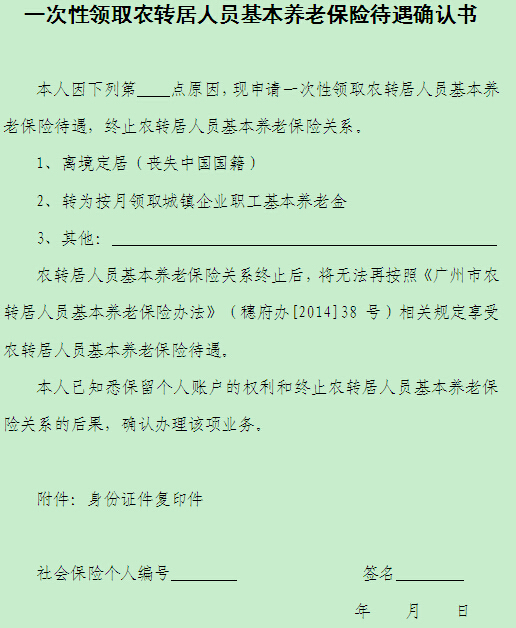 一次性领取农转居人员基本养老保险待遇确认书
本人因下列第____点原因，现申请一次性领取农转居人员基本养
老保险待遇，终止农转居人员基本养老保险关系。
1、离境定居（丧失中国国籍）
2、转为按月领取城镇企业职工基本养老金
3、其他：________________________________
农转居人员基本养老保险关系终止后，将无法再按照《广州市农
转居人员基本养老保险办法》（穗府办[2014]38 号）相关规定享受
农转居人员基本养老保险待遇。
本人已知悉保留个人账户的权利和终止农转居人员基本养老保
险关系的后果，确认办理该项业务。
附件：身份证件复印件
社会保险个人编号________ 签名________
年 月 日